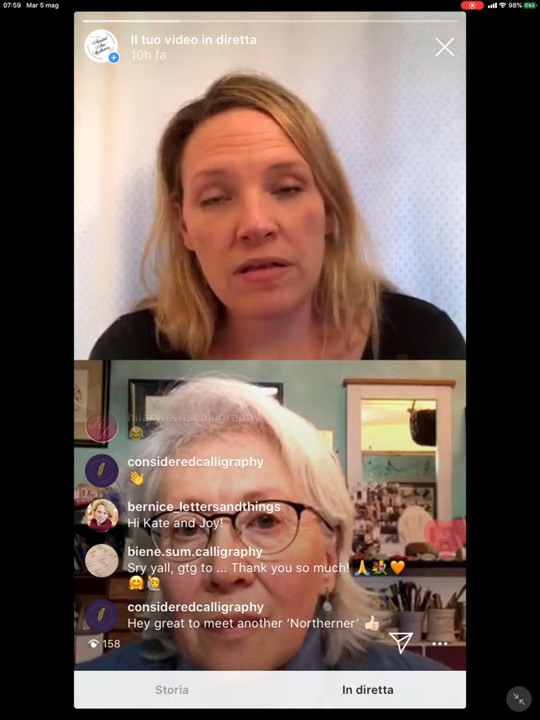 07:59 Mar 5 mag
98%
Il tuo video in diretta
10h fa
hilarylewiscalligraphy
consideredcalligraphy
👋
bernice_lettersandthings
Hi Kate and Joy!
biene.sum.calligraphy
Sry yall, gtg to ... Thank you so much! 🙏💐🧡
🤗🙋
consideredcalligraphy
Hey great to meet another ‘Northerner’ 👍🏻
158
Storia
In diretta